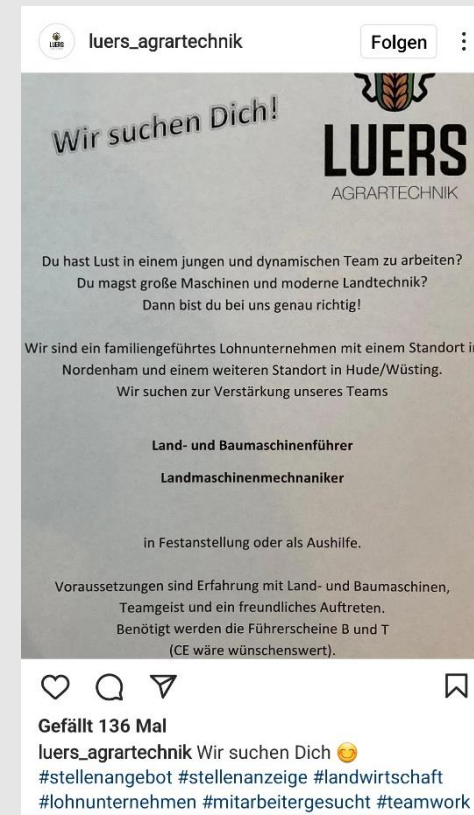 LUERS
luers_agrartechnik
Folgen
Wir suchen Dich!
LUERS
AGRARTECHNIK
Du hast Lust in einem jungen und dynamischen Team zu arbeiten?
Du magst große Maschinen und moderne Landtechnik?
Dann bist du bei uns genau richtig!
Wir sind ein familiengeführtes Lohnunternehmen mit einem Standort in
Nordenham und einem weiteren Standort in Hude/Wüsting.
Wir suchen zur Verstärkung unseres Teams
Land- und Baumaschinenführer
Landmaschinenmechnaniker
in Festanstellung oder als Aushilfe.
Voraussetzungen sind Erfahrung mit Land- und Baumaschinen,
Teamgeist und ein freundliches Auftreten.
Benötigt werden die Führerscheine B und T
(CE wäre wünschenswert).
Gefällt 136 Mal
luers_agrartechnik Wir suchen Dich 😊
#stellenangebot #stellenanzeige #landwirtschaft
#lohnunternehmen #mitarbeitergesucht #teamwork